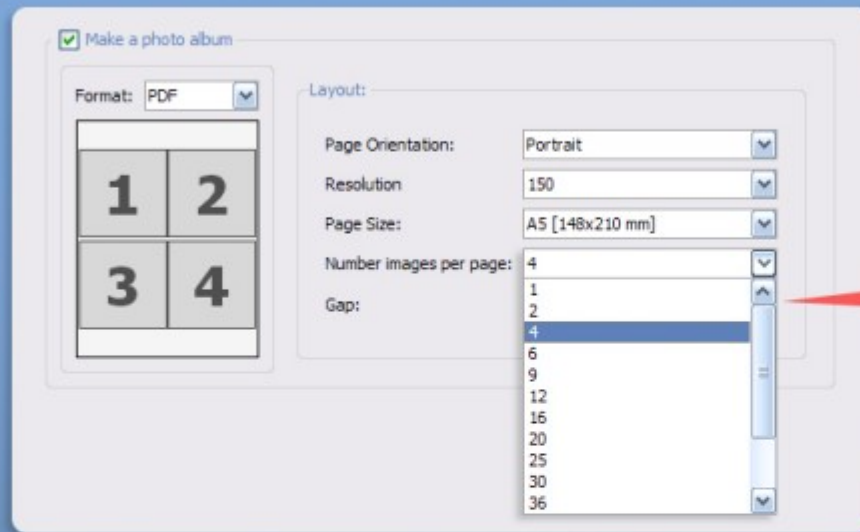 Make a photo album
Format: PDF
1 2
3 4
Layout:
Page Orientation: Portrait
Resolution 150
Page Size: A5 [148x210 mm]
Number images per page: 4
Gap:
1
2
4
6
9
12
16
20
25
30
36